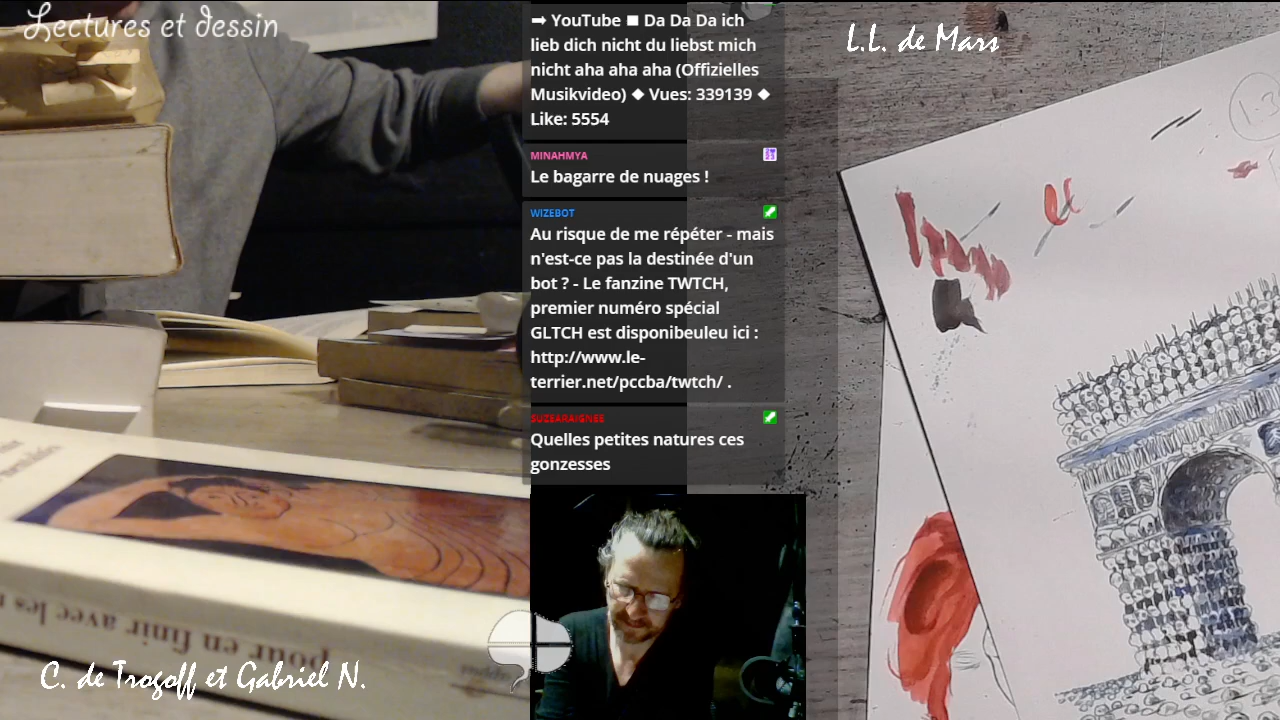 Lectures et dessin
➡ YouTube ■ Da Da Da ich
lieb dich nicht du liebst mich
nicht aha aha aha (Offizielles
Musikvideo) ◆ Vues: 339139 ◆
Like: 5554
MINAHMYA
Le bagarre de nuages !
WIZEBOT
Au risque de me répéter - mais
n'est-ce pas la destinée d'un
bot ? - Le fanzine TWTCH,
premier numéro spécial
GLTCH est disponibeuleu ici :
http://www.le-
terrier.net/pccba/twtch/ .
SUZEARAIGNEE
Quelles petites natures ces
gonzesses
L.L. de Mars
pour en finir avec les
C. de Trogoff et Gabriel N.